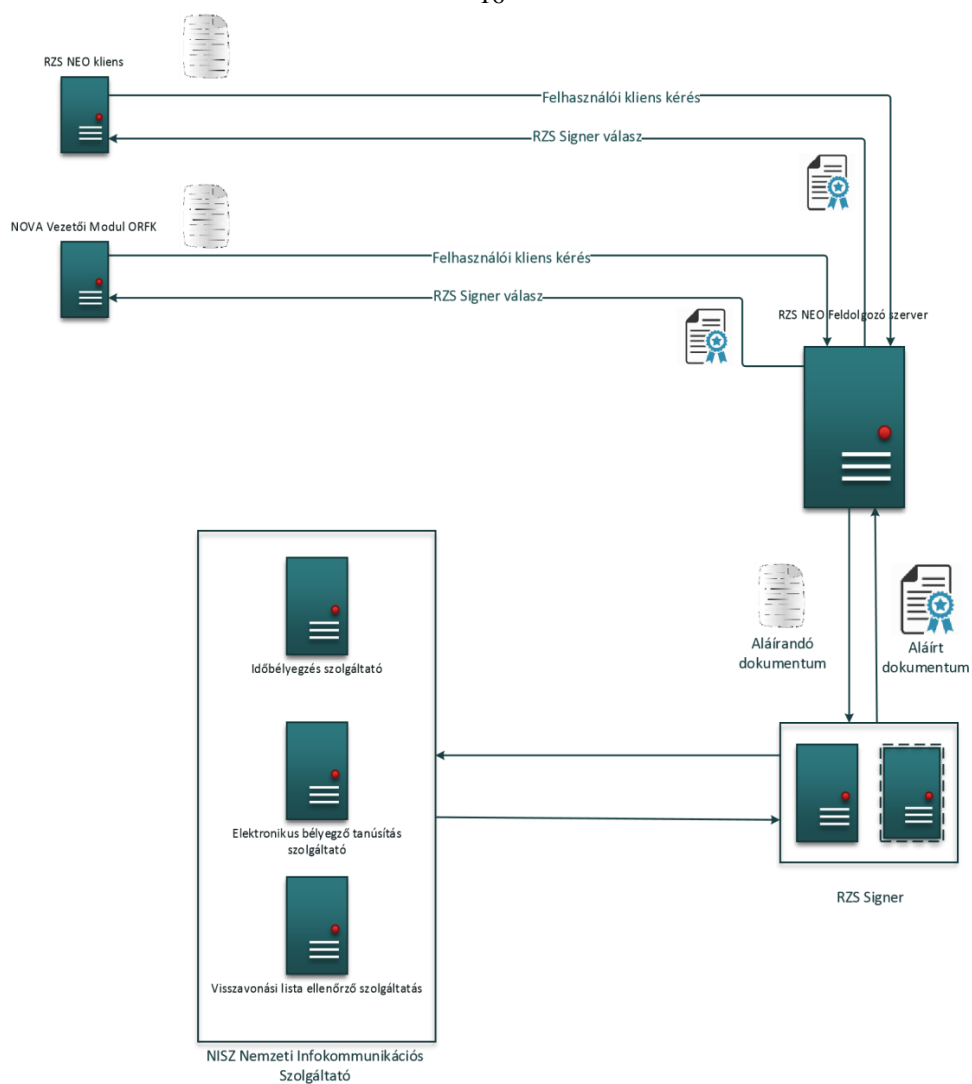 RZS NEO kliens
Felhasználói kliens kérés
RZS Signer válasz
NOVA Vezetői Modul ORFK
Felhasználói kliens kérés
RZS Signer válasz
RZS NEO Feldolgozó szerver
Időbélyegzés szolgáltató
Aláírandó
dokumentum
Aláírt
dokumentum
Elektronikus bélyegző tanúsítás
szolgáltató
RZS Signer
Visszavonási lista ellenőrző szolgáltatás
NISZ Nemzeti Infokommunikációs
Szolgáltató